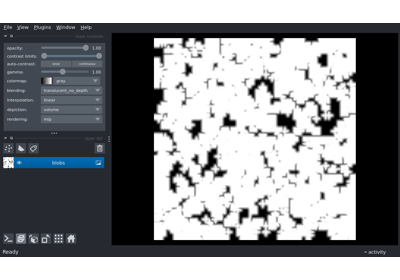 File View Plugins Window Help
opacity: 1.00
contrast limits:
auto-contrast: once continuous
gamma: 1.00
colormap: gray
blending: translucent_no_depth
interpolation: linear
depiction: volume
rendering: mip
blobs
Ready
activity